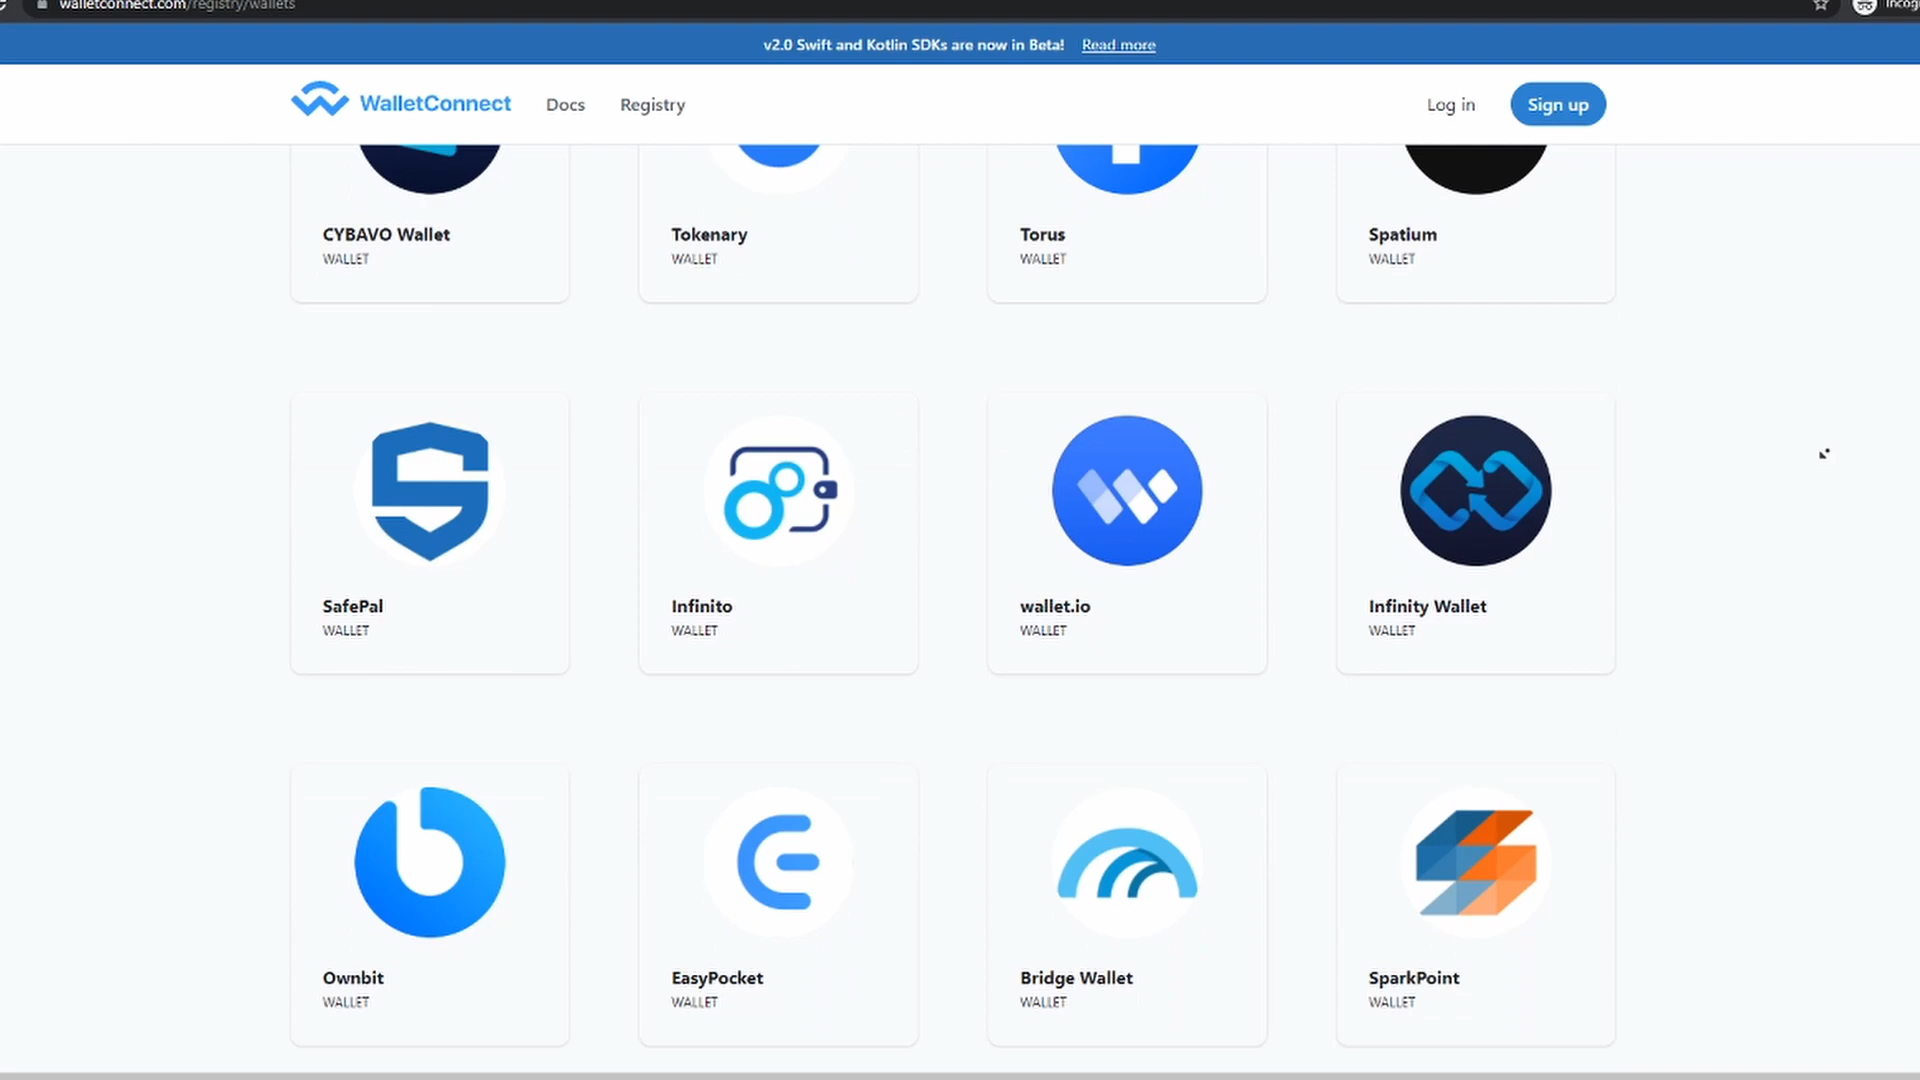 walletconnect.com/registry/wallets
v2.0 Swift and Kotlin SDKs are now in Beta! Read more
WalletConnect Docs Registry Log in Sign up
CYBAVO Wallet Tokenary Torus Spatium
WALLET WALLET WALLET WALLET
SafePal Infinito wallet.io Infinity Wallet
WALLET WALLET WALLET WALLET
Ownbit EasyPocket Bridge Wallet SparkPoint
WALLET WALLET WALLET WALLET